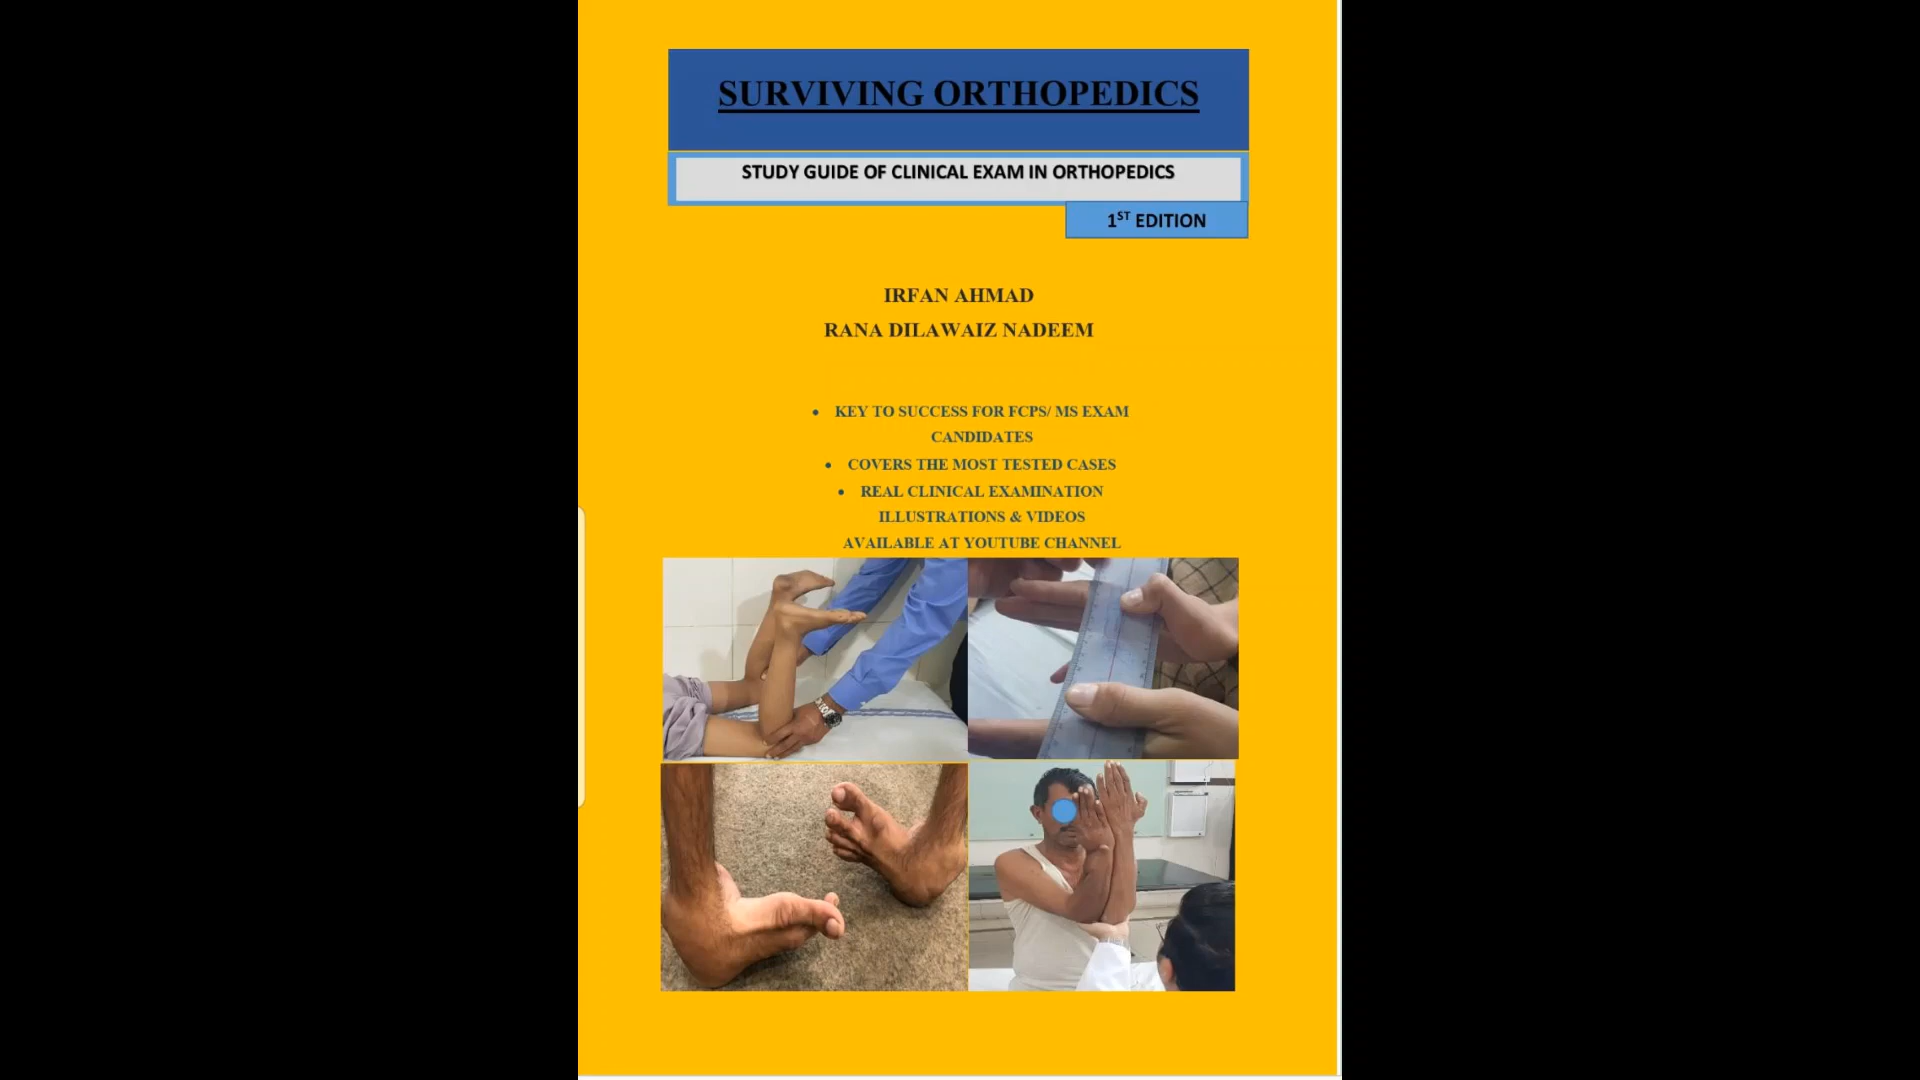 SURVIVING ORTHOPEDICS
STUDY GUIDE OF CLINICAL EXAM IN ORTHOPEDICS
1ST EDITION
IRFAN AHMAD
RANA DILAWAIZ NADEEM
• KEY TO SUCCESS FOR FCPS/ MS EXAM
CANDIDATES
• COVERS THE MOST TESTED CASES
• REAL CLINICAL EXAMINATION
ILLUSTRATIONS & VIDEOS
AVAILABLE AT YOUTUBE CHANNEL